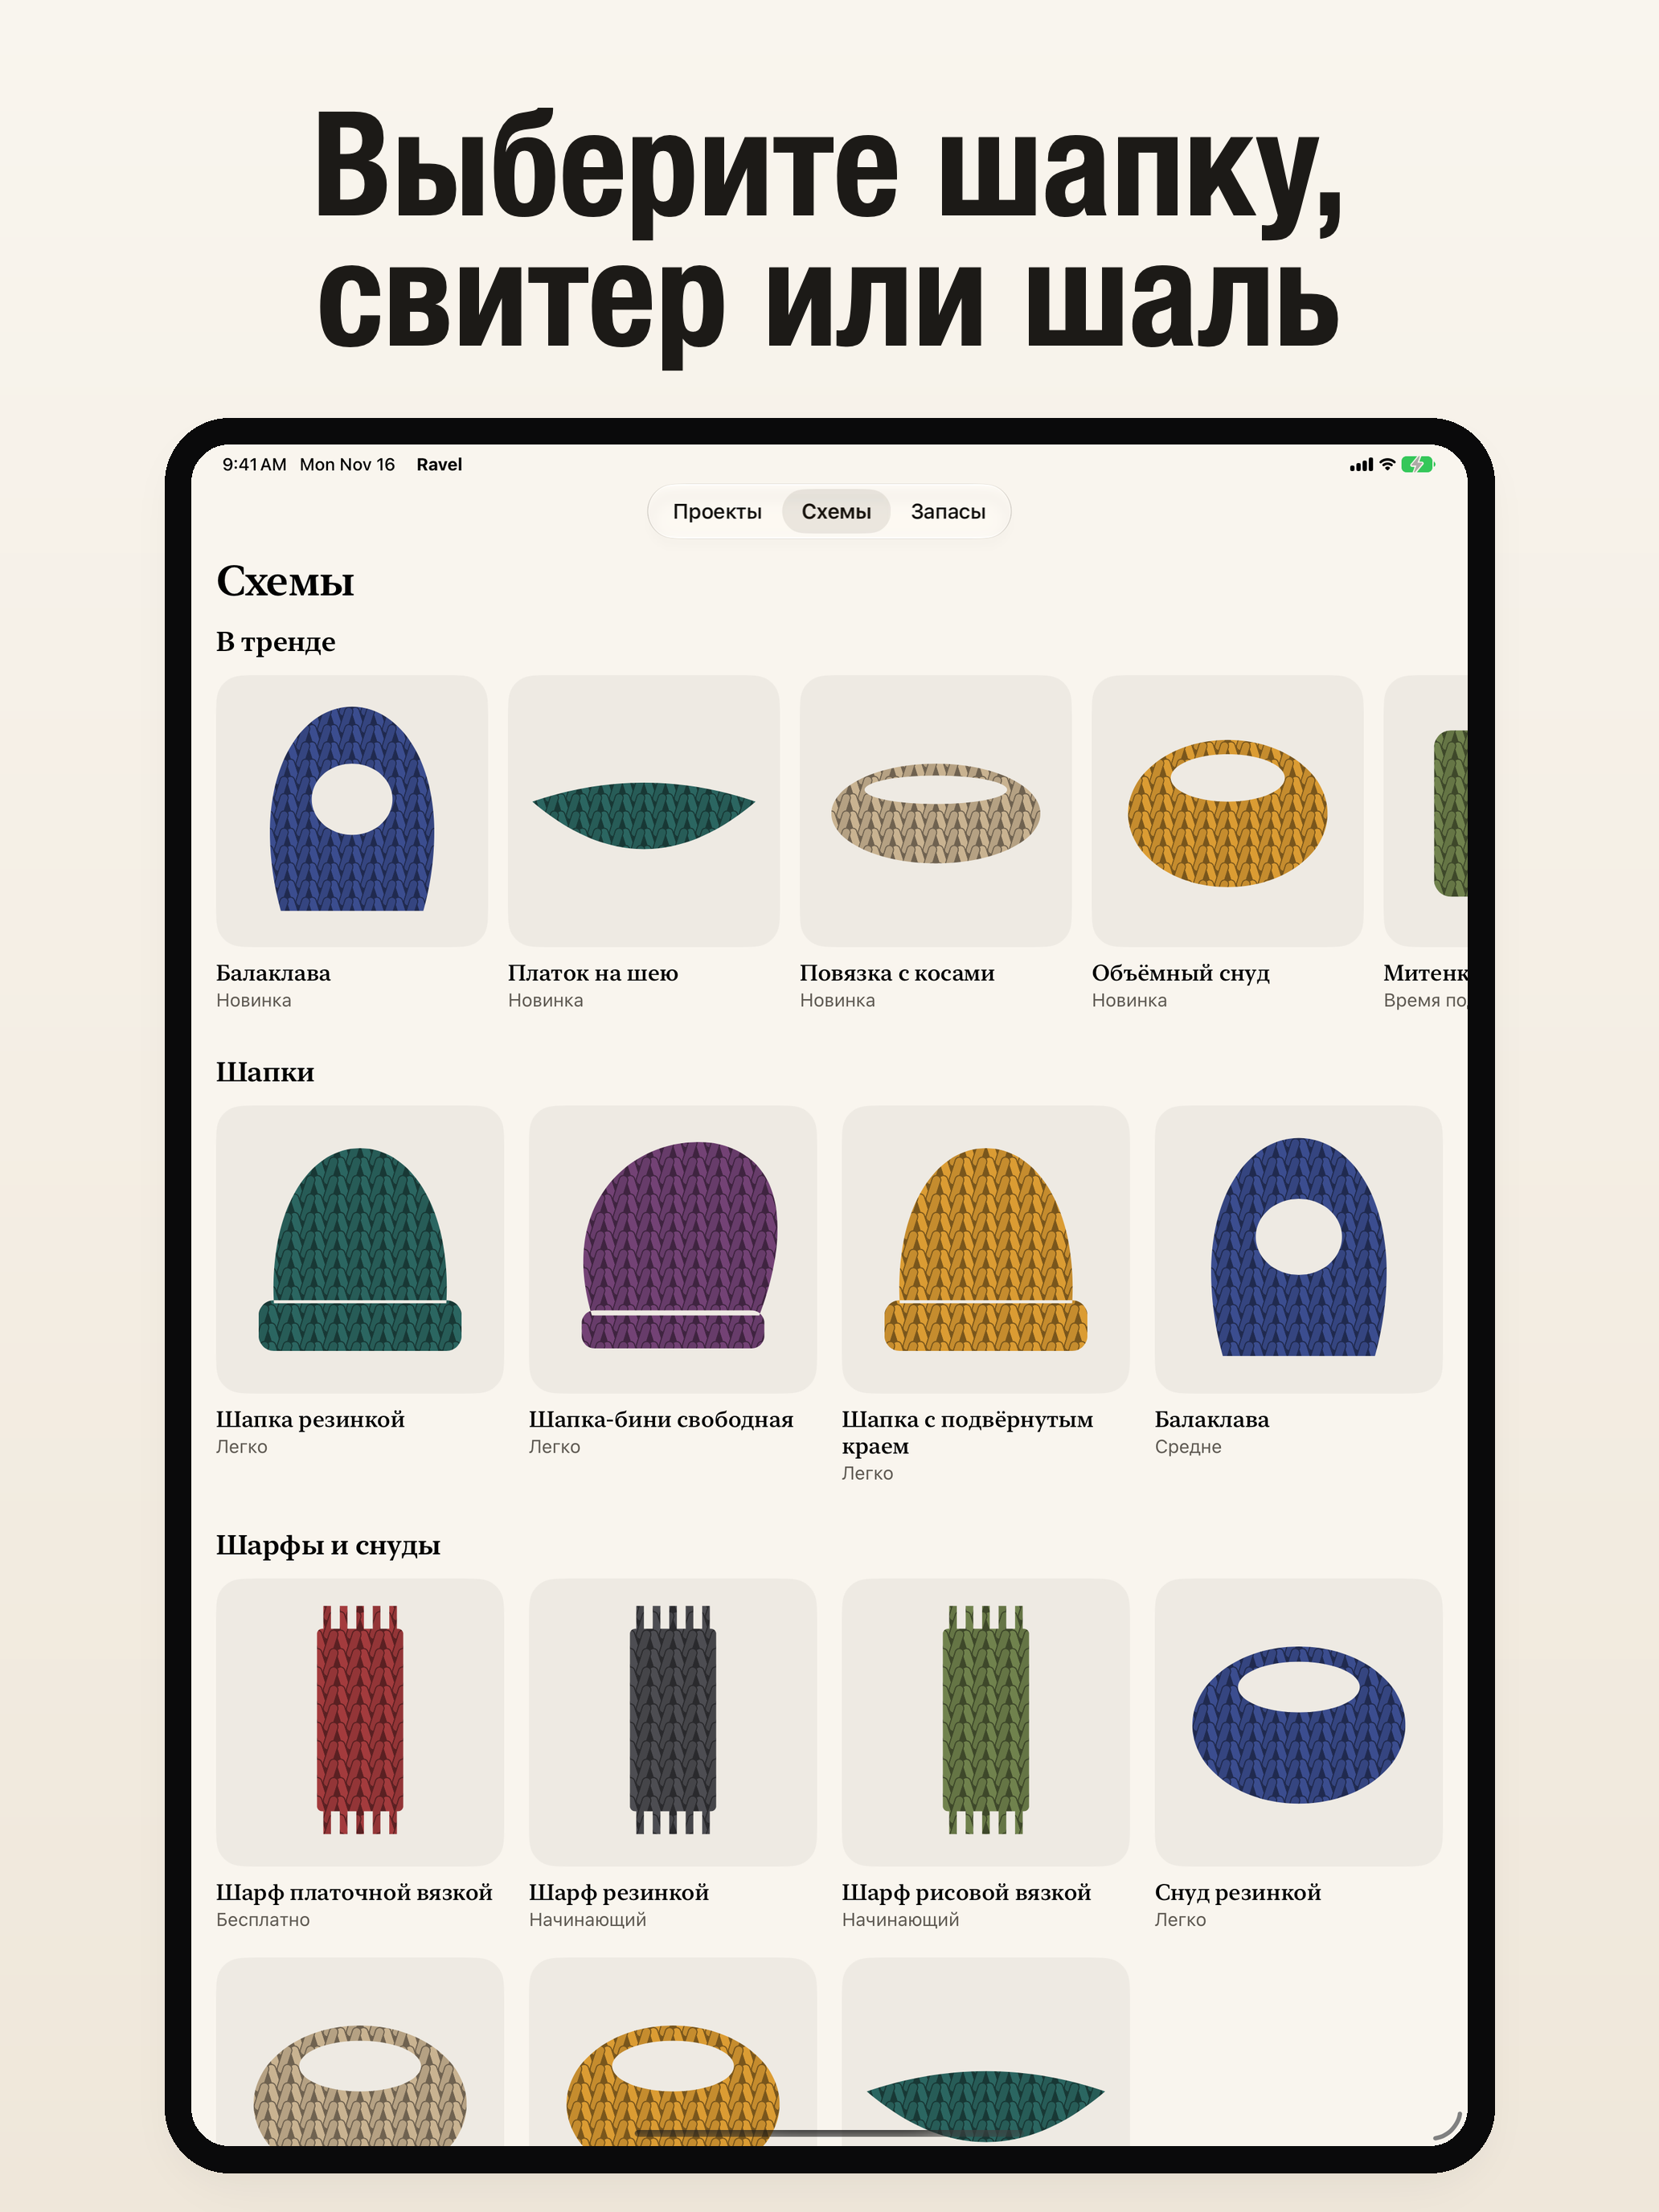 Выберите шапку,
свитер или шаль
9:41 AM Mon Nov 16 Ravel
Проекты Схемы Запасы
Схемы
В тренде
Балаклава
Новинка
Платок на шею
Новинка
Повязка с косами
Новинка
Объёмный снуд
Новинка
Митенк
Время по
Шапки
Шапка резинкой
Легко
Шапка-бини свободная
Легко
Шапка с подвёрнутым
краем
Легко
Балаклава
Средне
Шарфы и снуды
Шарф платочной вязкой
Бесплатно
Шарф резинкой
Начинающий
Шарф рисовой вязкой
Начинающий
Снуд резинкой
Легко